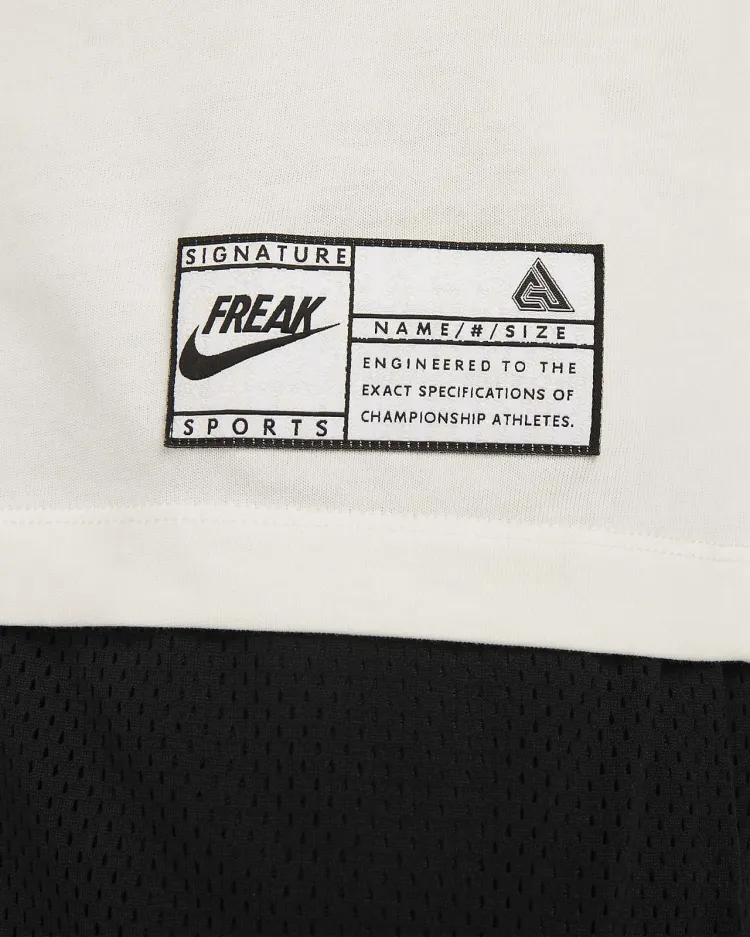 SIGNATURE
FREAK
SPORTS
NAME/#/SIZE
ENGINEERED TO THE
EXACT SPECIFICATIONS OF
CHAMPIONSHIP ATHLETES.